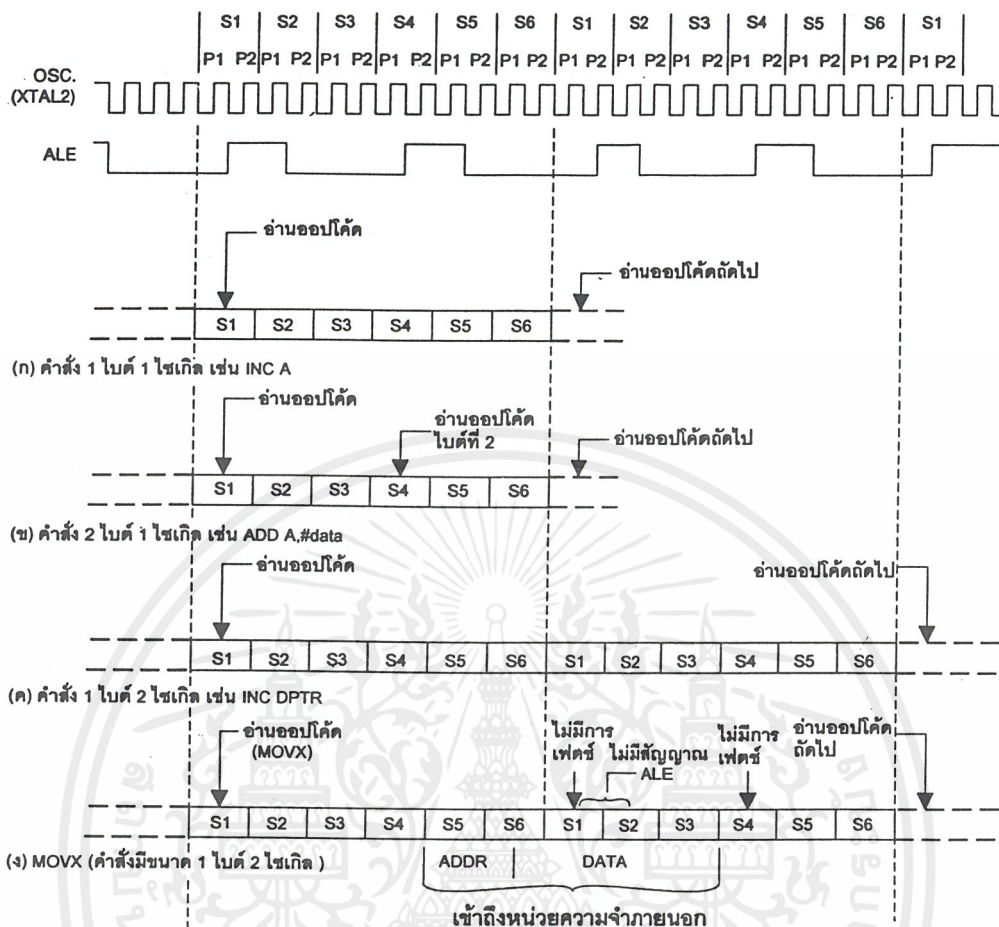 S1 S2 S3 S4 S5 S6 S1 S2 S3 S4 S5 S6 S1
P1 P2 P1 P2 P1 P2 P1 P2 P1 P2 P1 P2 P1 P2 P1 P2 P1 P2 P1 P2 P1 P2 P1 P2 P1 P2
OSC.
(XTAL2)
ALE
อ่านออปโค้ด
อ่านออปโค้ดถัดไป
S1 S2 S3 S4 S5 S6
(ก) คำสั่ง 1 ไบต์ 1 ไซเกิล เช่น INC A
อ่านออปโค้ด
อ่านออปโค้ด
ไบต์ที่ 2
อ่านออปโค้ดถัดไป
S1 S2 S3 S4 S5 S6
(ข) คำสั่ง 2 ไบต์ 1 ไซเกิล เช่น ADD A,#data
อ่านออปโค้ด
อ่านออปโค้ดถัดไป
S1 S2 S3 S4 S5 S6 S1 S2 S3 S4 S5 S6
(ค) คำสั่ง 1 ไบต์ 2 ไซเกิล เช่น INC DPTR
อ่านออปโค้ด
(MOVX)
ไม่มีการ
เฟตช์
ไม่มีสัญญาณ
ALE
ไม่มีการ
เฟตช์
อ่านออปโค้ด
ถัดไป
S1 S2 S3 S4 S5 S6 S1 S2 S3 S4 S5 S6
(ง) MOVX (คำสั่งมีขนาด 1 ไบต์ 2 ไซเกิล )
ADDR DATA
เข้าถึงหน่วยความจำภายนอก